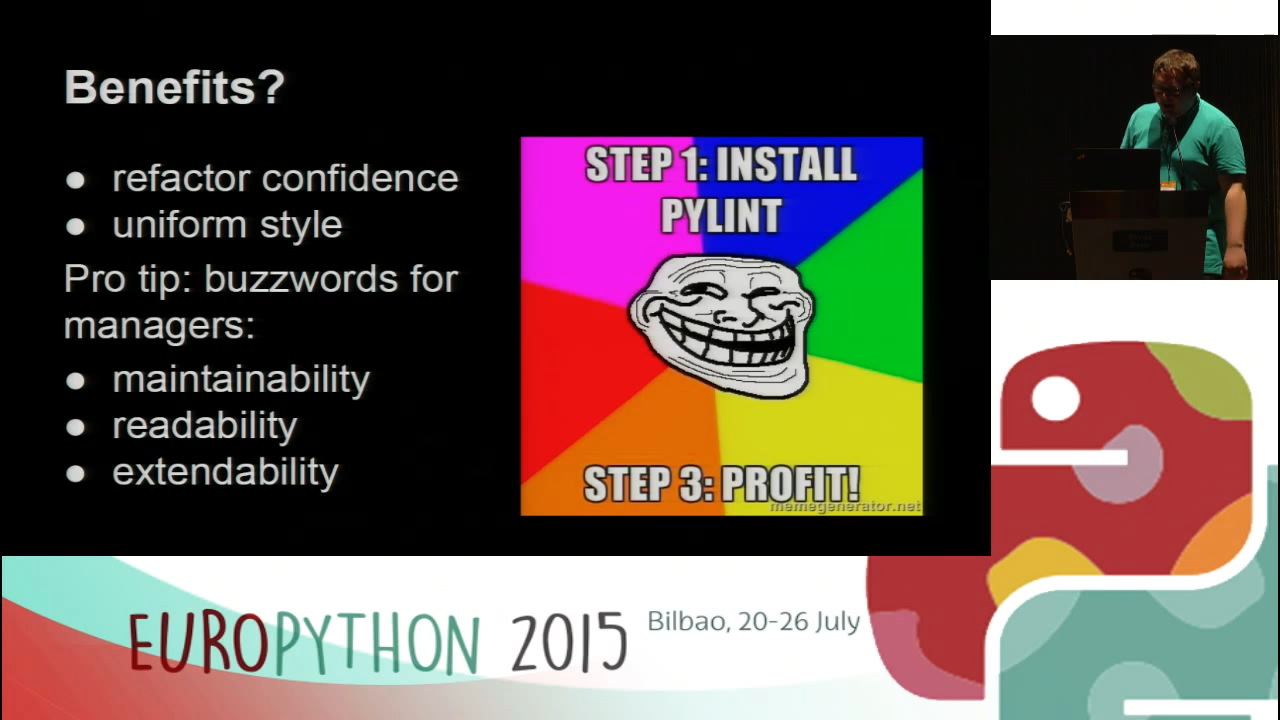 Benefits?
● refactor confidence
● uniform style
Pro tip: buzzwords for
managers:
● maintainability
● readability
● extendability
STEP 1: INSTALL
PYLINT
STEP 3: PROFIT!
memegenerator.net
EUROPYTHON 2015
Bilbao, 20-26 July